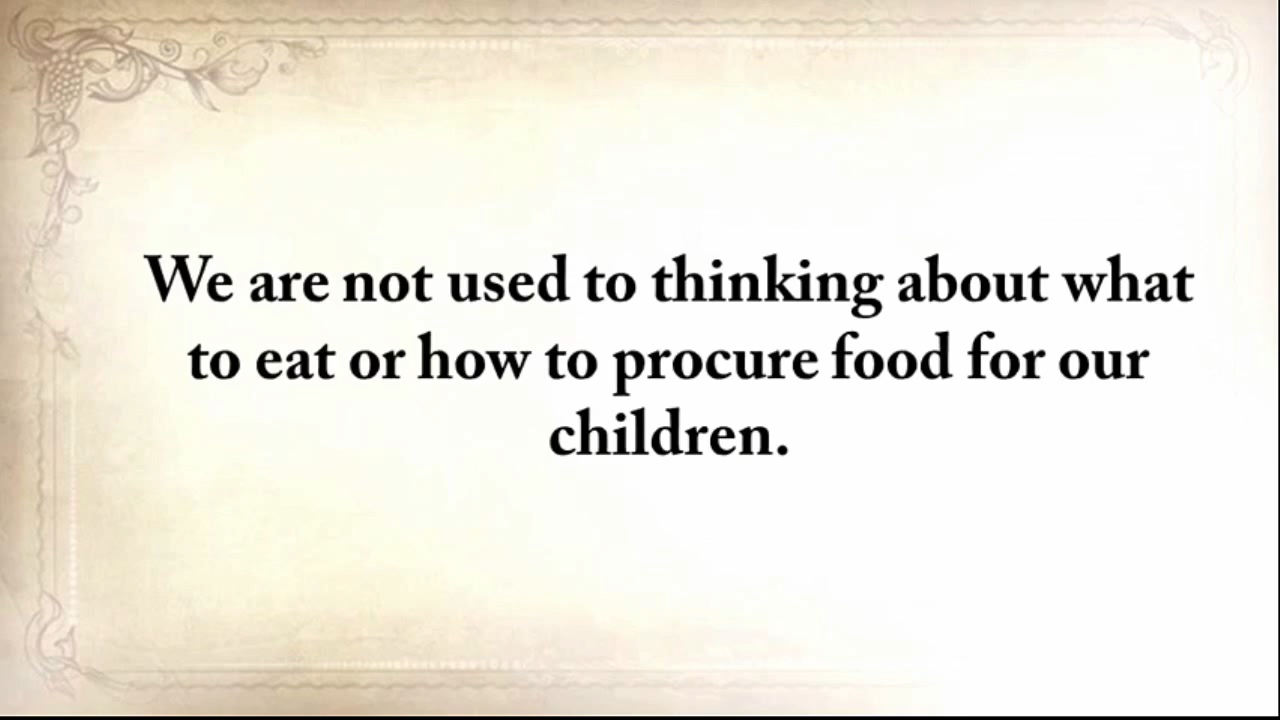 We are not used to thinking about what
to eat or how to procure food for our
children.